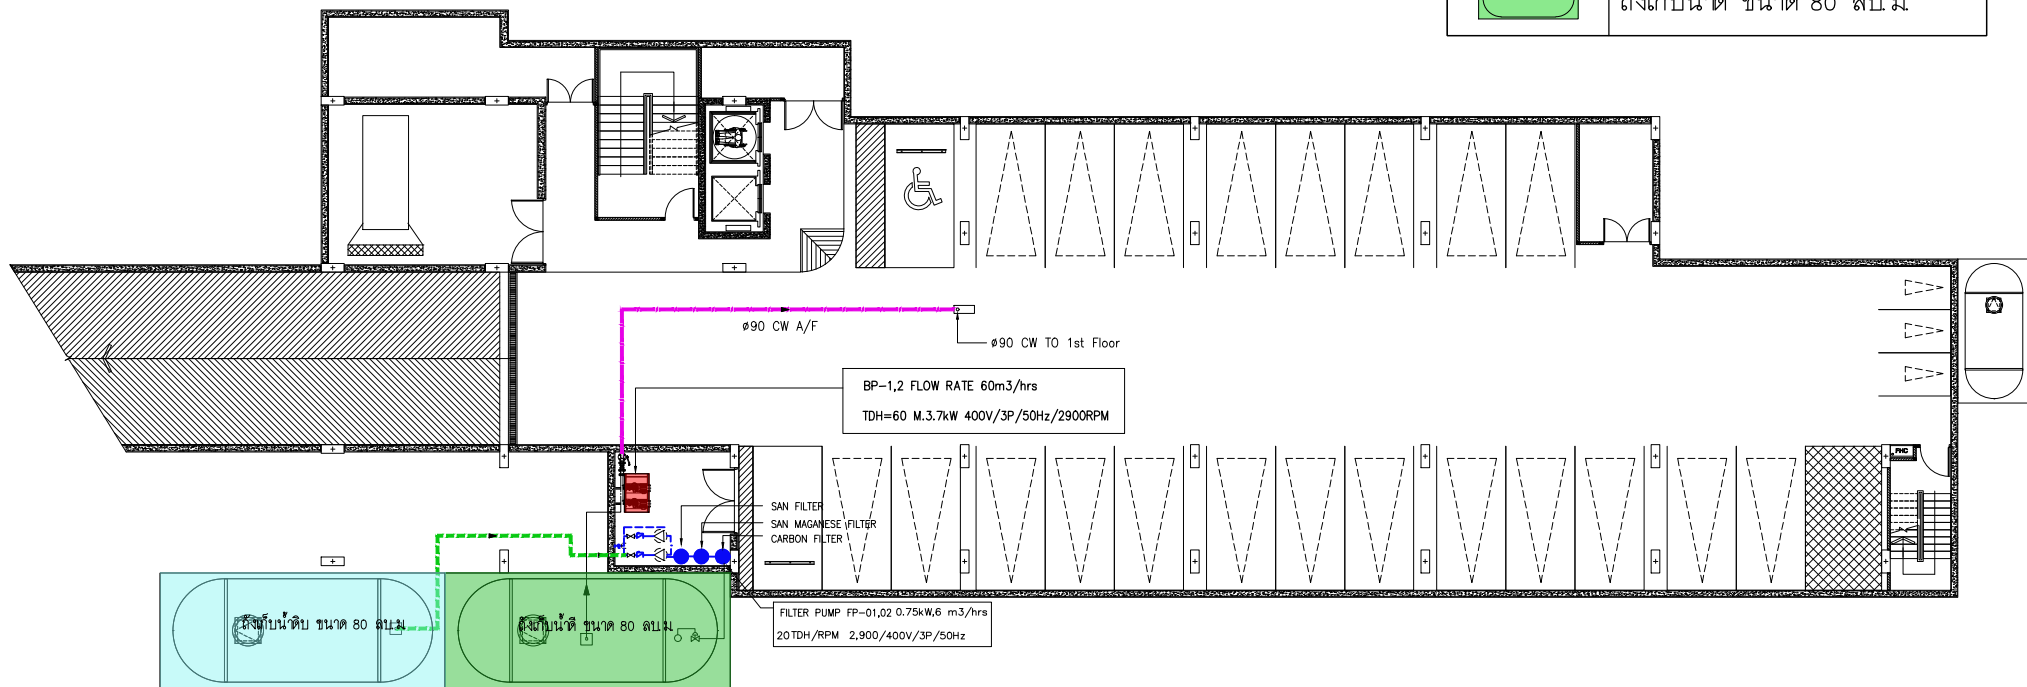 ถังเก็บน้ำดี ขนาด 80 ลบ.ม.
ø90 CW A/F
ø90 CW TO 1st Floor
BP-1,2 FLOW RATE 60m3/hrs
TDH=60 M.3.7kW 400V/3P/50Hz/2900RPM
FHC
SAN FILTER
SAN MAGANESE FILTER
CARBON FILTER
FILTER PUMP FP-01,02 0.75kW,6 m3/hrs
20TDH/RPM 2,900/400V/3P/50Hz
ถังเก็บน้ำดิบ ขนาด 80 ลบ.ม
ถังเก็บน้ำดี ขนาด 80 ลบ.ม